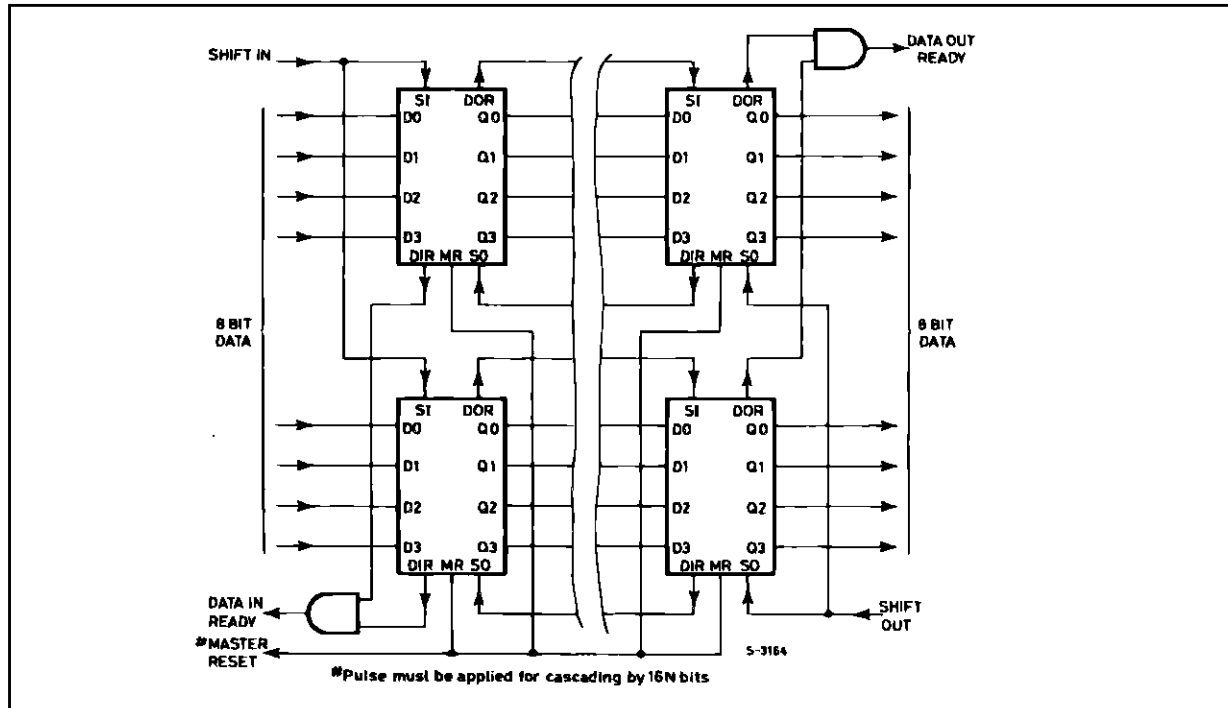 SHIFT IN
DATA OUT
READY
SI DOR
SI DOR
D0 Q0
D0 Q0
D1 Q1
D1 Q1
D2 Q2
D2 Q2
D3 Q3
D3 Q3
DIR MR SO
DIR MR SO
8 BIT
DATA
8 BIT
DATA
SI DOR
SI DOR
D0 Q0
D0 Q0
D1 Q1
D1 Q1
D2 Q2
D2 Q2
D3 Q3
D3 Q3
DIR MR SO
DIR MR SO
DATA IN
READY
SHIFT
OUT
#MASTER
RESET
S-3164
#Pulse must be applied for cascading by 16N bits